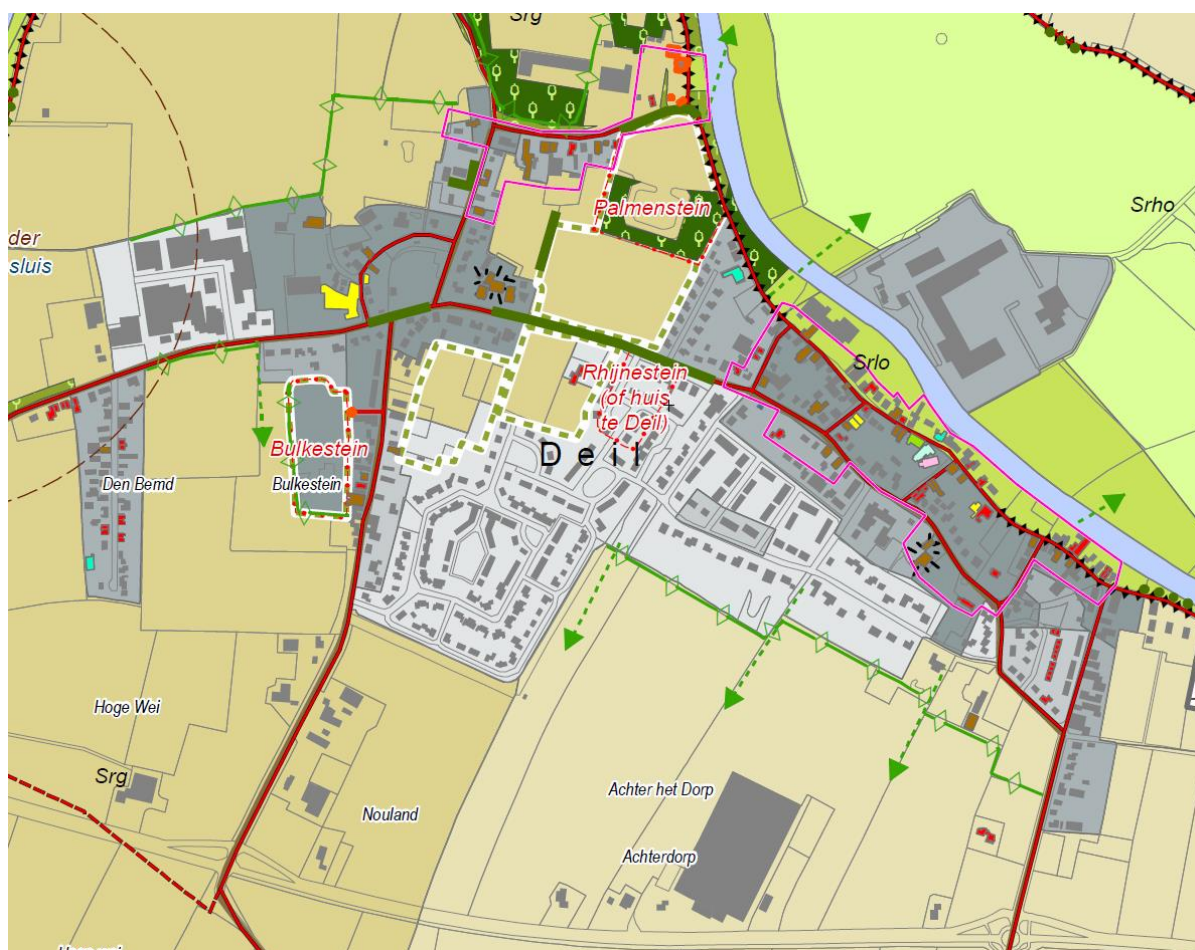 Srg
Srho
der
sluis
Palmenstein
Srlo
Rhijnestein
(of huis
te Deil)
Deil
Bulkestein
Den Bemd
Bulkestein
Hoge Wei
Srg
Nouland
Achter het Dorp
Achterdorp